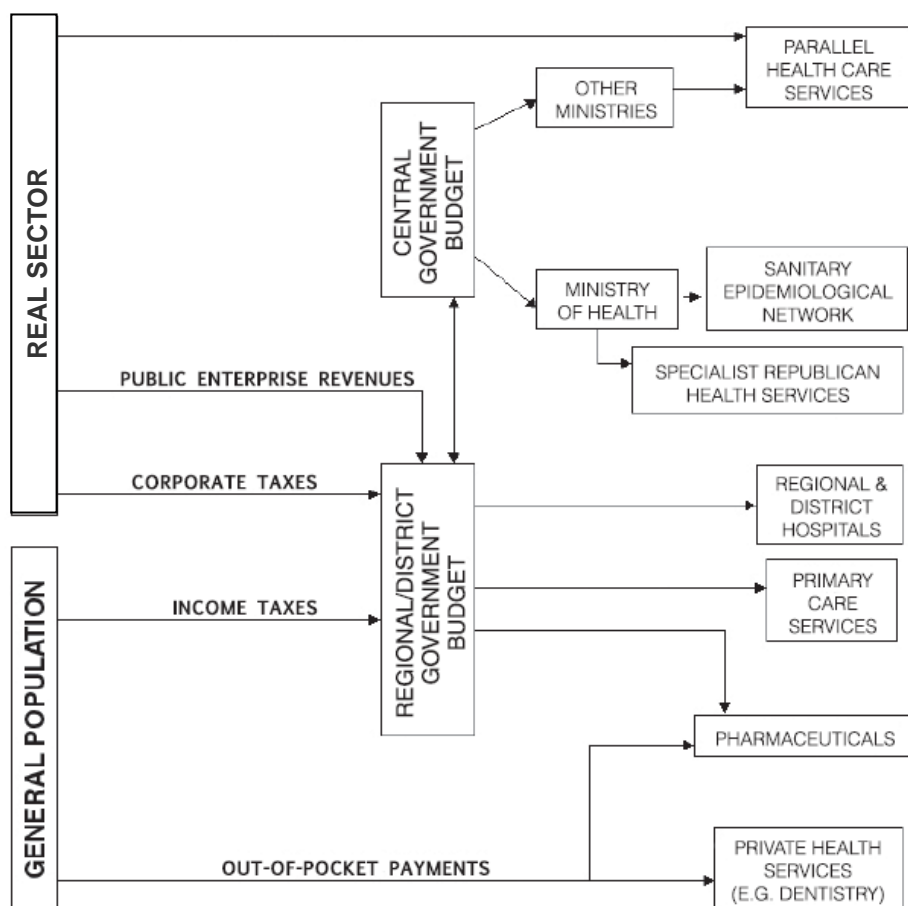 REAL SECTOR
PARALLEL
HEALTH CARE
SERVICES
OTHER
MINISTRIES
CENTRAL
GOVERNMENT
BUDGET
MINISTRY
OF HEALTH
SANITARY
EPIDEMIOLOGICAL
NETWORK
SPECIALIST REPUBLICAN
HEALTH SERVICES
PUBLIC ENTERPRISE REVENUES
CORPORATE TAXES
REGIONAL/DISTRICT
GOVERNMENT
BUDGET
REGIONAL &
DISTRICT
HOSPITALS
GENERAL POPULATION
INCOME TAXES
PRIMARY
CARE
SERVICES
PHARMACEUTICALS
OUT-OF-POCKET PAYMENTS
PRIVATE HEALTH
SERVICES
(E.G. DENTISTRY)